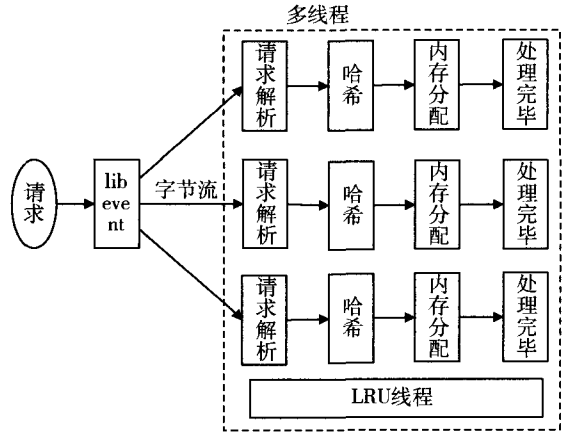 多线程
请求解析
哈希
内存分配
处理完毕
请求
lib
eve
nt
字节流
请求解析
哈希
内存分配
处理完毕
请求解析
哈希
内存分配
处理完毕
LRU线程